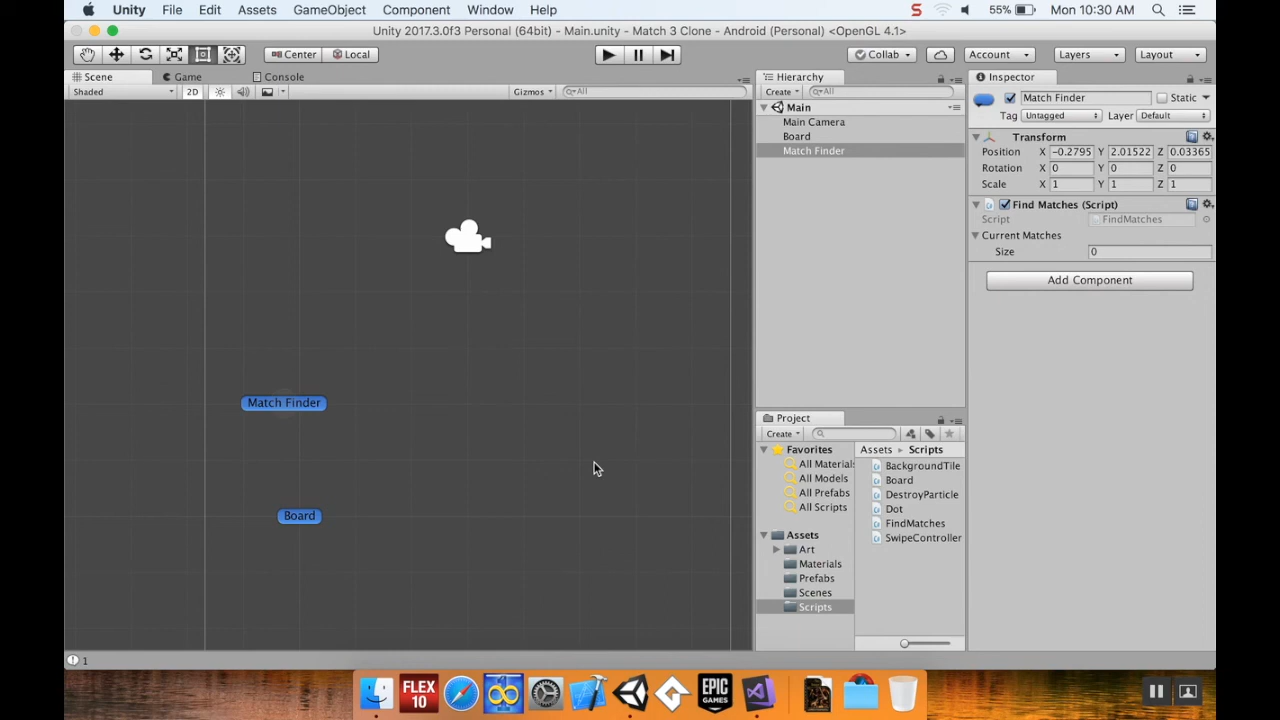 Unity File Edit Assets GameObject Component Window Help S 55% Mon 10:30 AM
Unity 2017.3.0f3 Personal (64bit) - Main.unity - Match 3 Clone - Android (Personal) <OpenGL 4.1>
Center Local Collab Account Layers Layout
Scene Game Console
Shaded 2D Gizmos All
Match Finder
Board
Hierarchy
Create All
Main
Main Camera
Board
Match Finder
Project
Create
Favorites
All Materials
All Models
All Prefabs
All Scripts
Assets
Art
Materials
Prefabs
Scenes
Scripts
Assets Scripts
BackgroundTile
Board
DestroyParticle
Dot
FindMatches
SwipeController
Inspector
Match Finder Static
Tag Untagged Layer Default
Transform
Position X -0.2795 Y 2.01522 Z 0.03365
Rotation X 0 Y 0 Z 0
Scale X 1 Y 1 Z 1
Find Matches (Script)
Script FindMatches
Current Matches
Size 0
Add Component
1
FLEX 10
EPIC GAMES